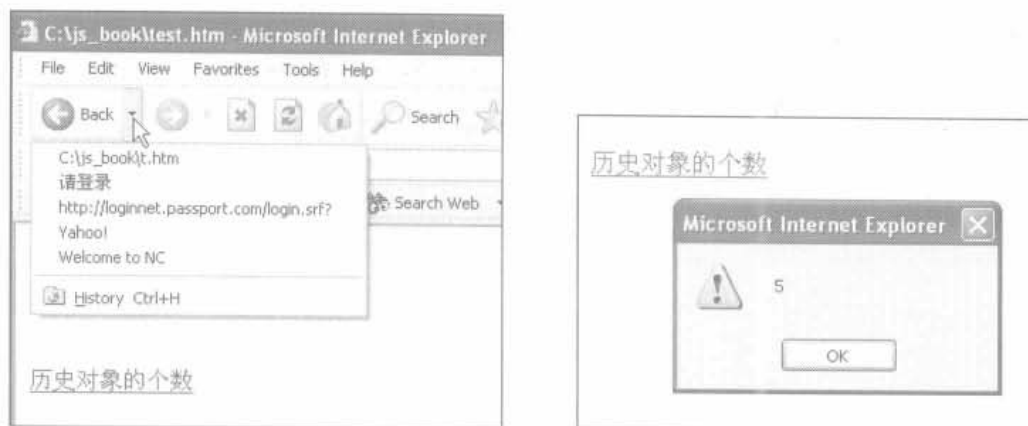 C:\js_book\test.htm - Microsoft Internet Explorer
File Edit View Favorites Tools Help
Back Search
C:\js_book\t.htm
请登录
http://loginnet.passport.com/login.srf?
Yahoo!
Welcome to NC
History Ctrl+H
Search Web
历史对象的个数
历史对象的个数
Microsoft Internet Explorer
5
OK